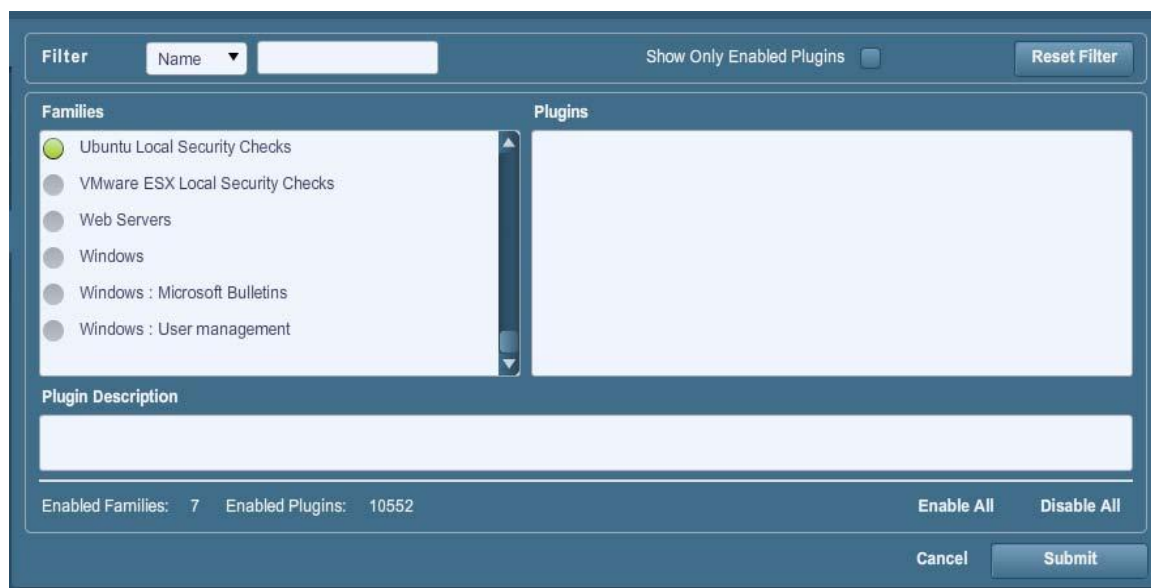 Filter Name Show Only Enabled Plugins Reset Filter
Families Plugins
Ubuntu Local Security Checks
VMware ESX Local Security Checks
Web Servers
Windows
Windows : Microsoft Bulletins
Windows : User management
Plugin Description
Enabled Families: 7 Enabled Plugins: 10552 Enable All Disable All
Cancel Submit